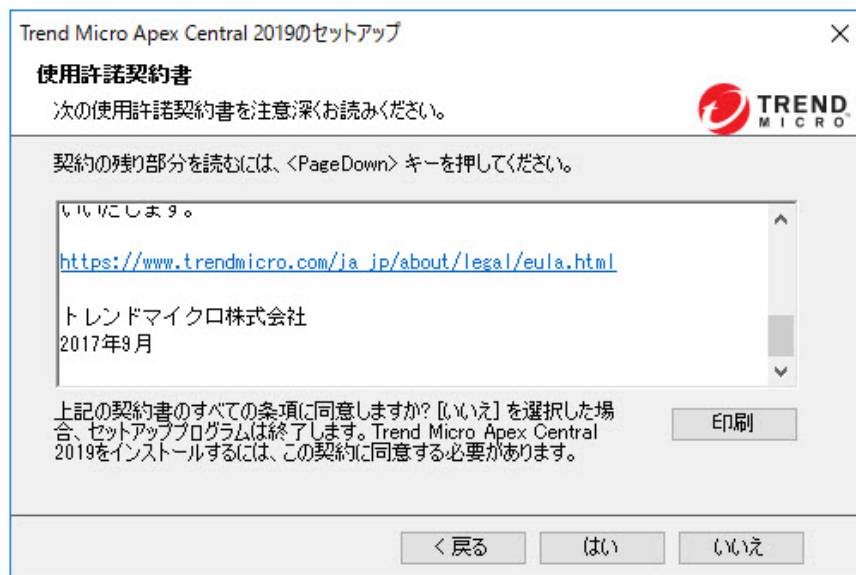 Trend Micro Apex Central 2019のセットアップ
使用許諾契約書
次の使用許諾契約書を注意深くお読みください。
TREND
MICRO
契約の残り部分を読むには、<PageDown> キーを押してください。
いいたします。
https://www.trendmicro.com/ja_jp/about/legal/eula.html
トレンドマイクロ株式会社
2017年9月
上記の契約書のすべての条項に同意しますか? [いいえ] を選択した場
合、セットアッププログラムは終了します。Trend Micro Apex Central
2019をインストールするには、この契約に同意する必要があります。
印刷
< 戻る
はい
いいえ